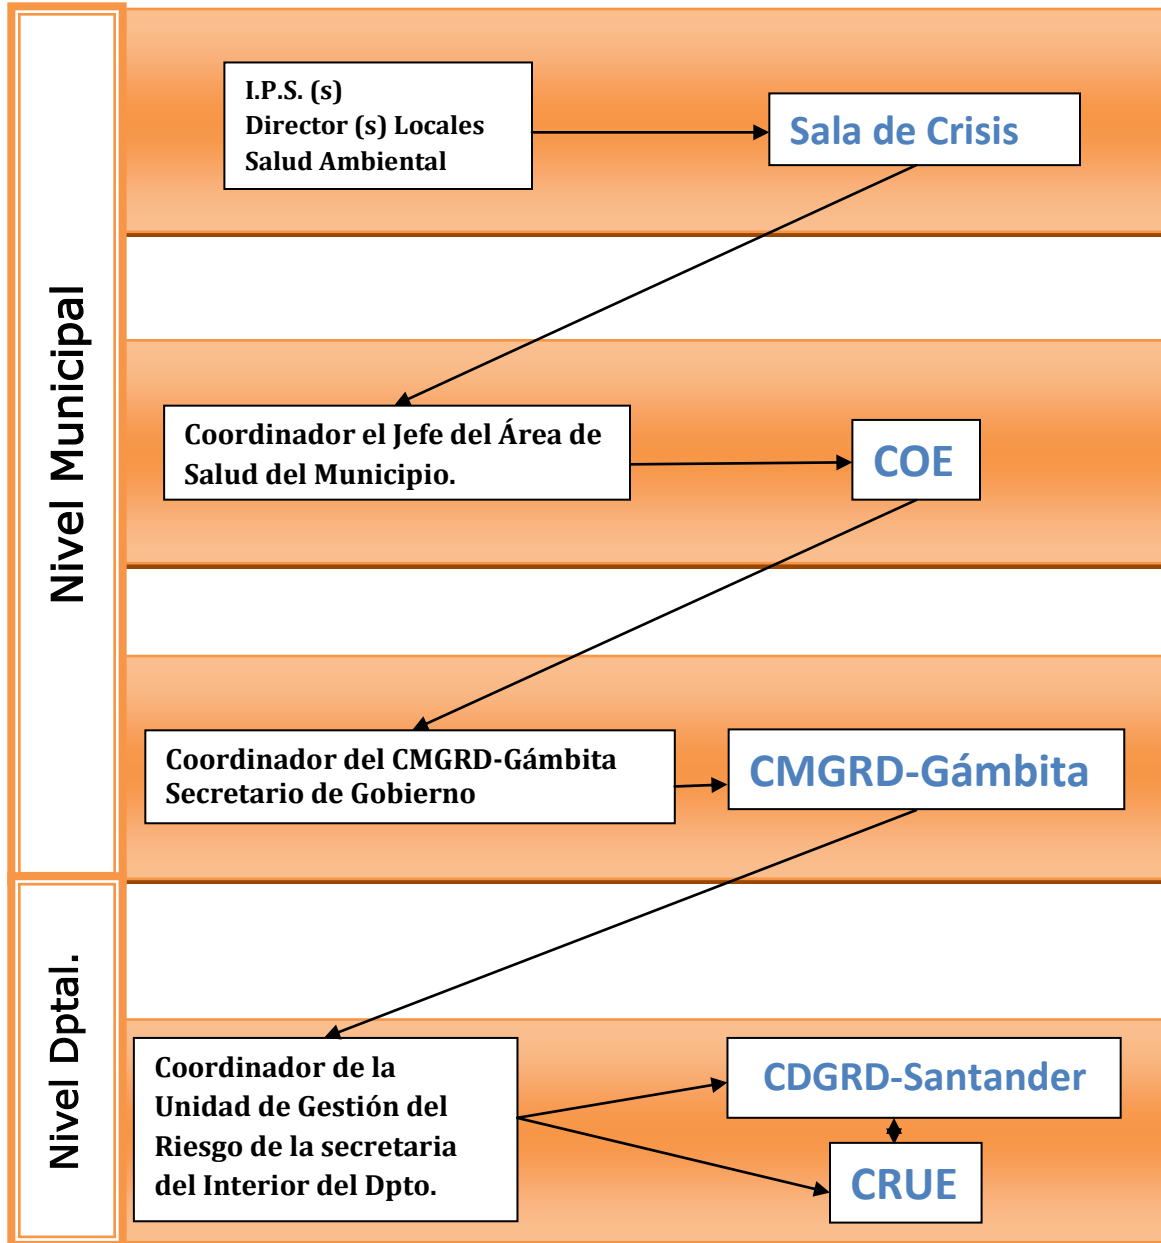 Nivel Municipal
I.P.S. (s)
Director (s) Locales
Salud Ambiental
Sala de Crisis
Coordinador el Jefe del Área de
Salud del Municipio.
COE
Coordinador del CMGRD-Gámbita
Secretario de Gobierno
CMGRD-Gámbita
Nivel Dptal.
Coordinador de la
Unidad de Gestión del
Riesgo de la secretaria
del Interior del Dpto.
CDGRD-Santander
CRUE